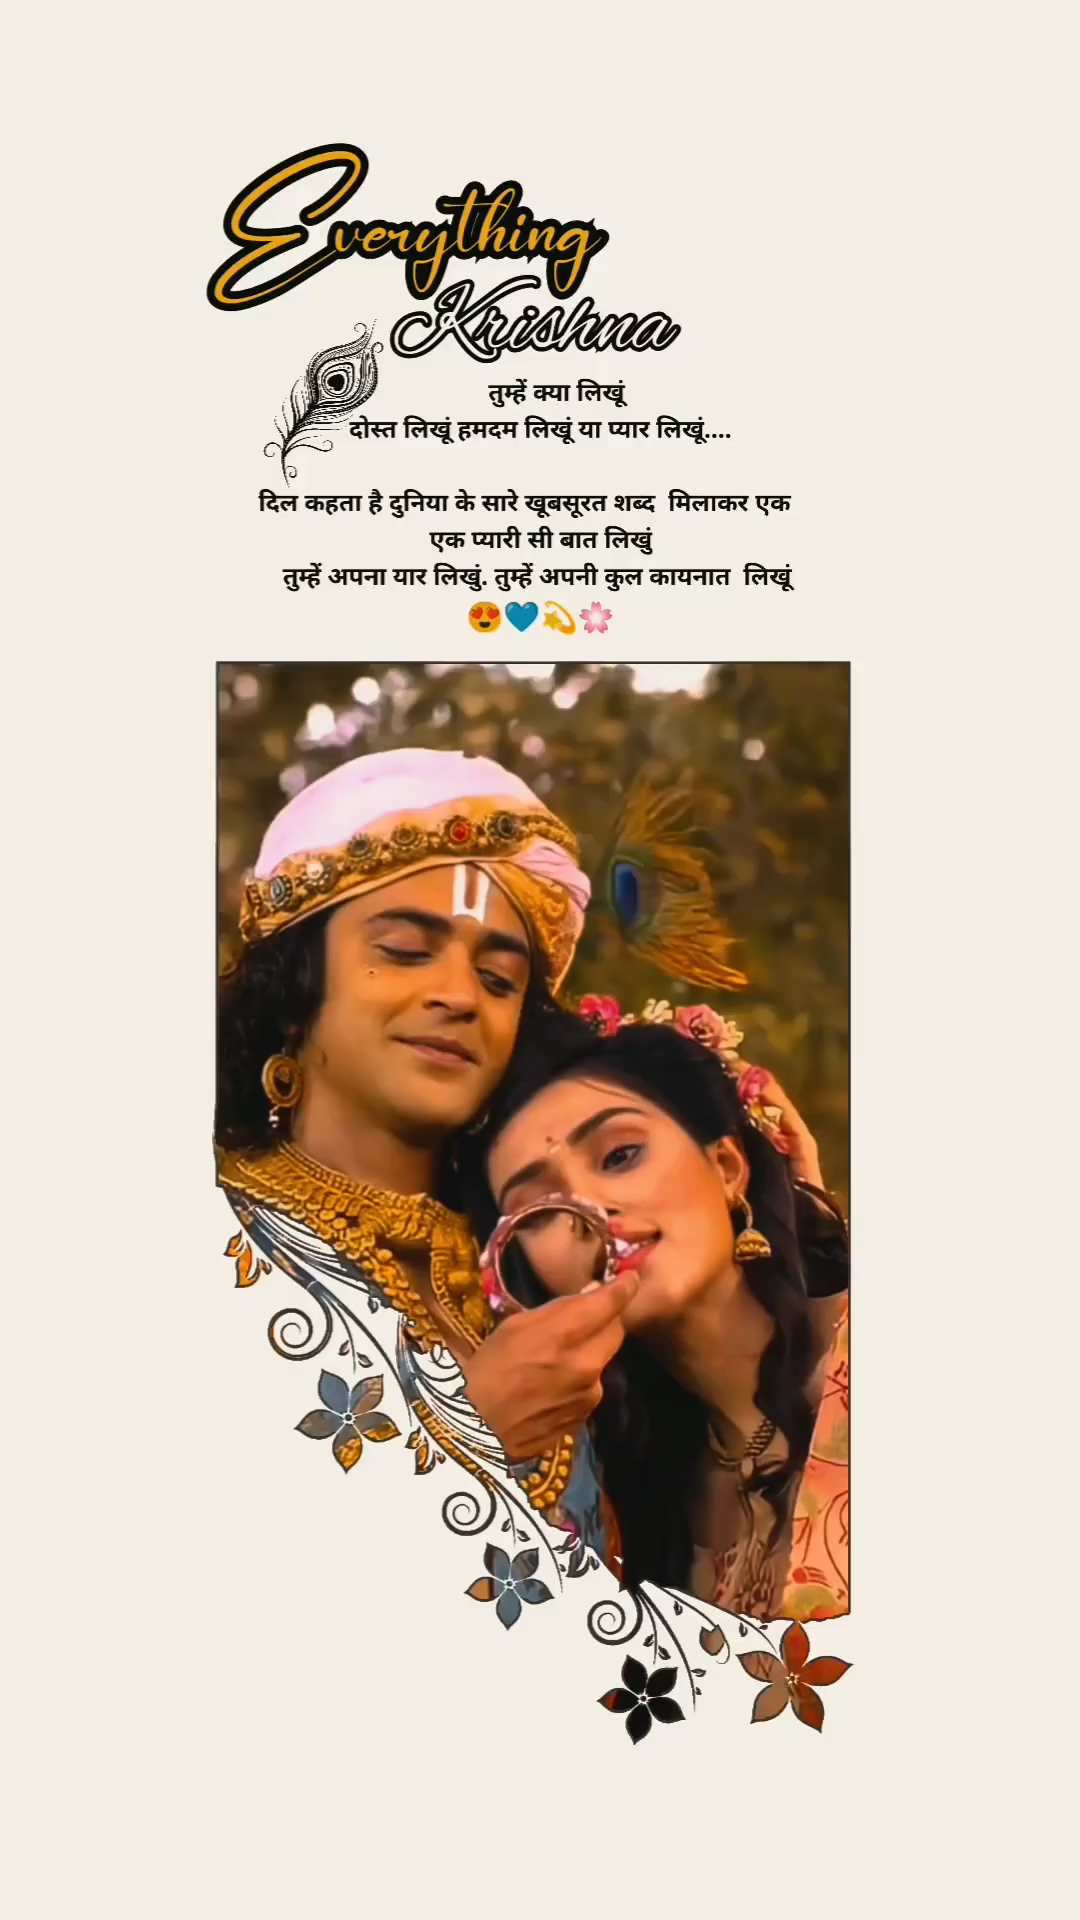 Everything
Krishna
तुम्हें क्या लिखूं
दोस्त लिखूं हमदम लिखूं या प्यार लिखूं....
दिल कहता है दुनिया के सारे खूबसूरत शब्द मिलाकर एक
एक प्यारी सी बात लिखुं
तुम्हें अपना यार लिखुं. तुम्हें अपनी कुल कायनात लिखूं
😍💙💫🌸